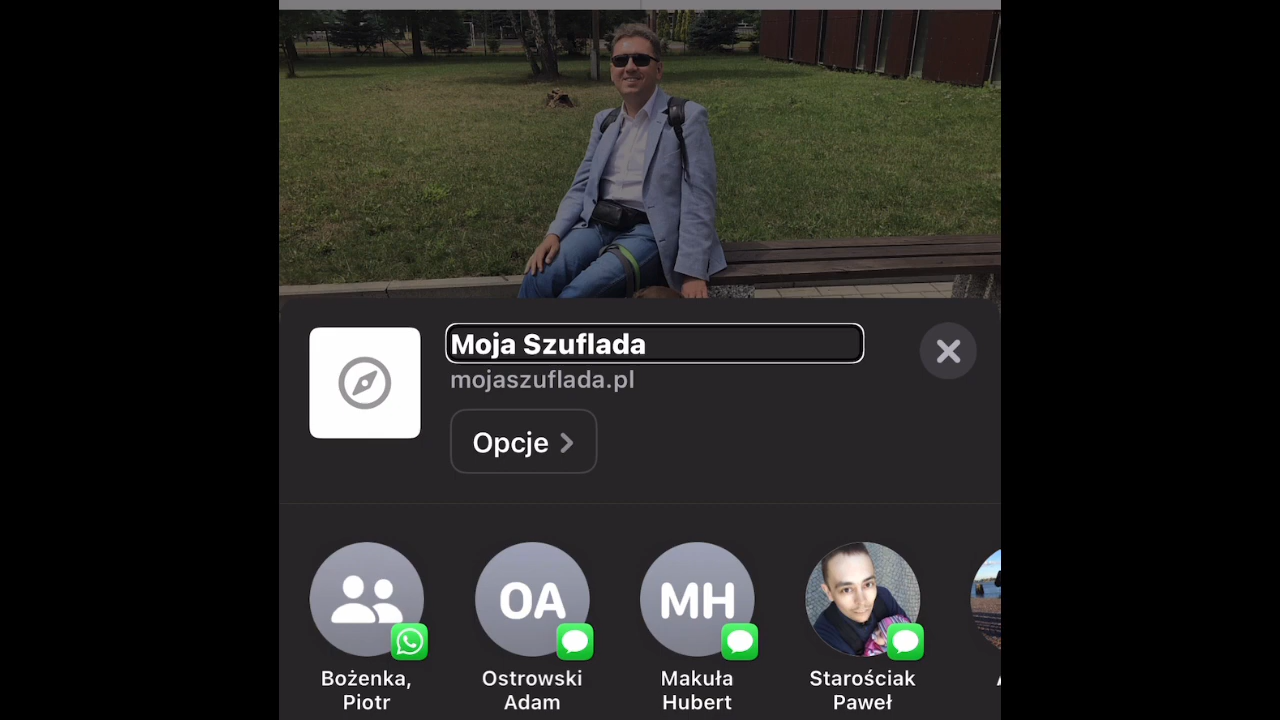 Moja Szuflada
mojaszuflada.pl
Opcje
OA
MH
Bożenka,
Piotr
Ostrowski
Adam
Makuła
Hubert
Starościak
Paweł